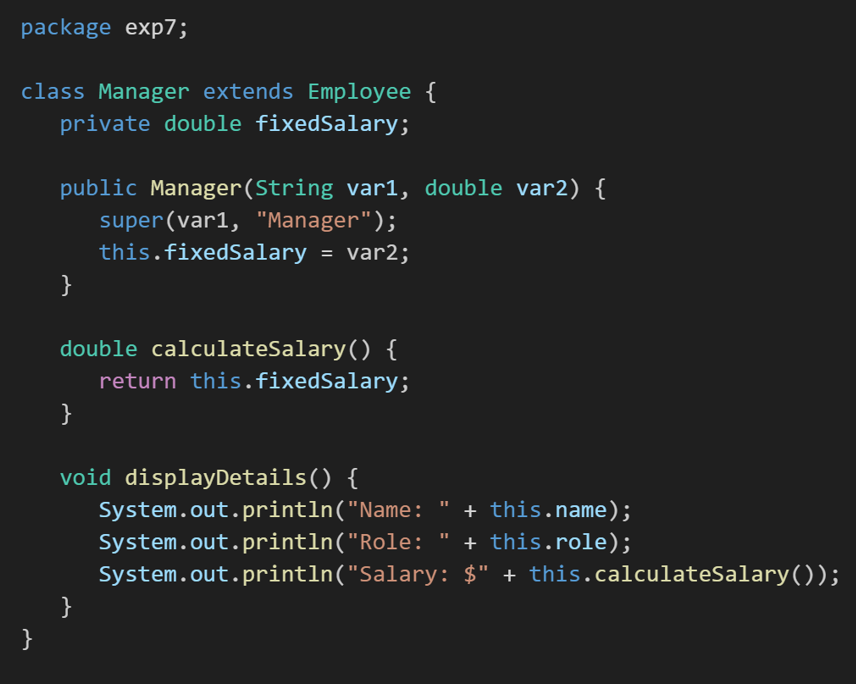 package exp7;

class Manager extends Employee {
   private double fixedSalary;

   public Manager(String var1, double var2) {
      super(var1, "Manager");
      this.fixedSalary = var2;
   }

   double calculateSalary() {
      return this.fixedSalary;
   }

   void displayDetails() {
      System.out.println("Name: " + this.name);
      System.out.println("Role: " + this.role);
      System.out.println("Salary: $" + this.calculateSalary());
   }
}